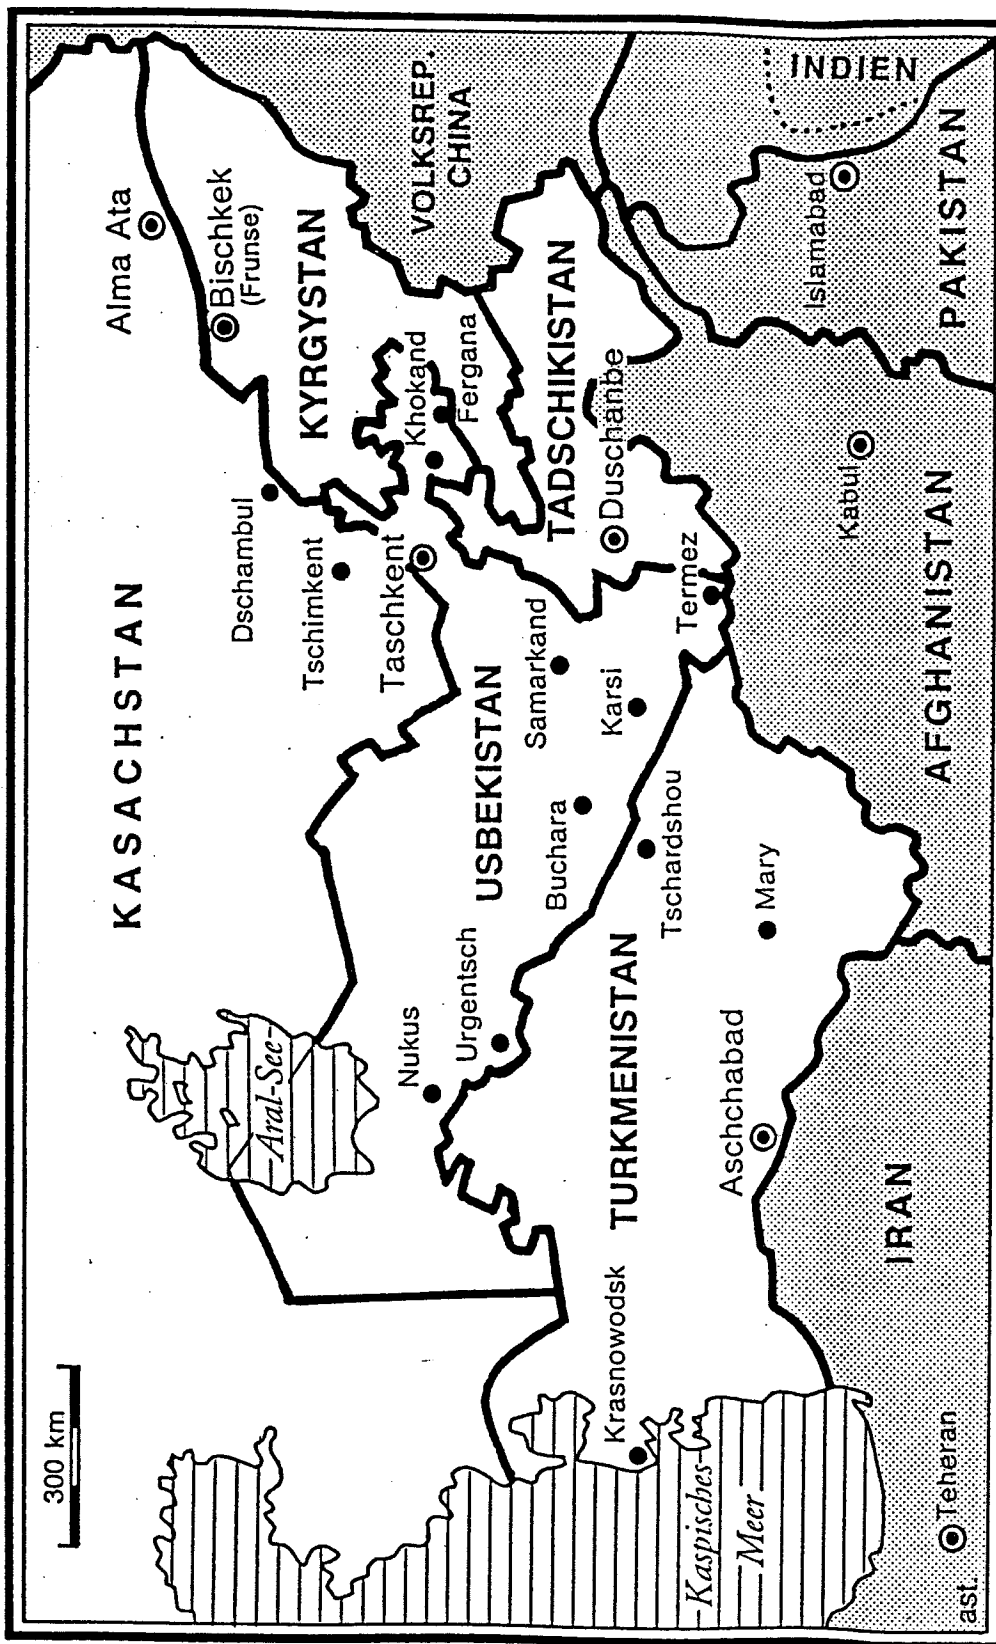 300 km
KASACHSTAN
Alma Ata
Bischkek
(Frunse)
Dschambul
Tschimkent
Taschkent
KYRGYSTAN
VOLKSREP.
CHINA
Khokand
Fergana
–Aral-See–
Nukus
Urgentsch
USBEKISTAN
Samarkand
Buchara
Karsi
TADSCHIKISTAN
Duschanbe
Termez
Tschardshou
TURKMENISTAN
Krasnowodsk
Mary
Aschchabad
–Kaspisches–
Meer
INDIEN
Islamabad
PAKISTAN
Kabul
AFGHANISTAN
IRAN
Teheran
ast.